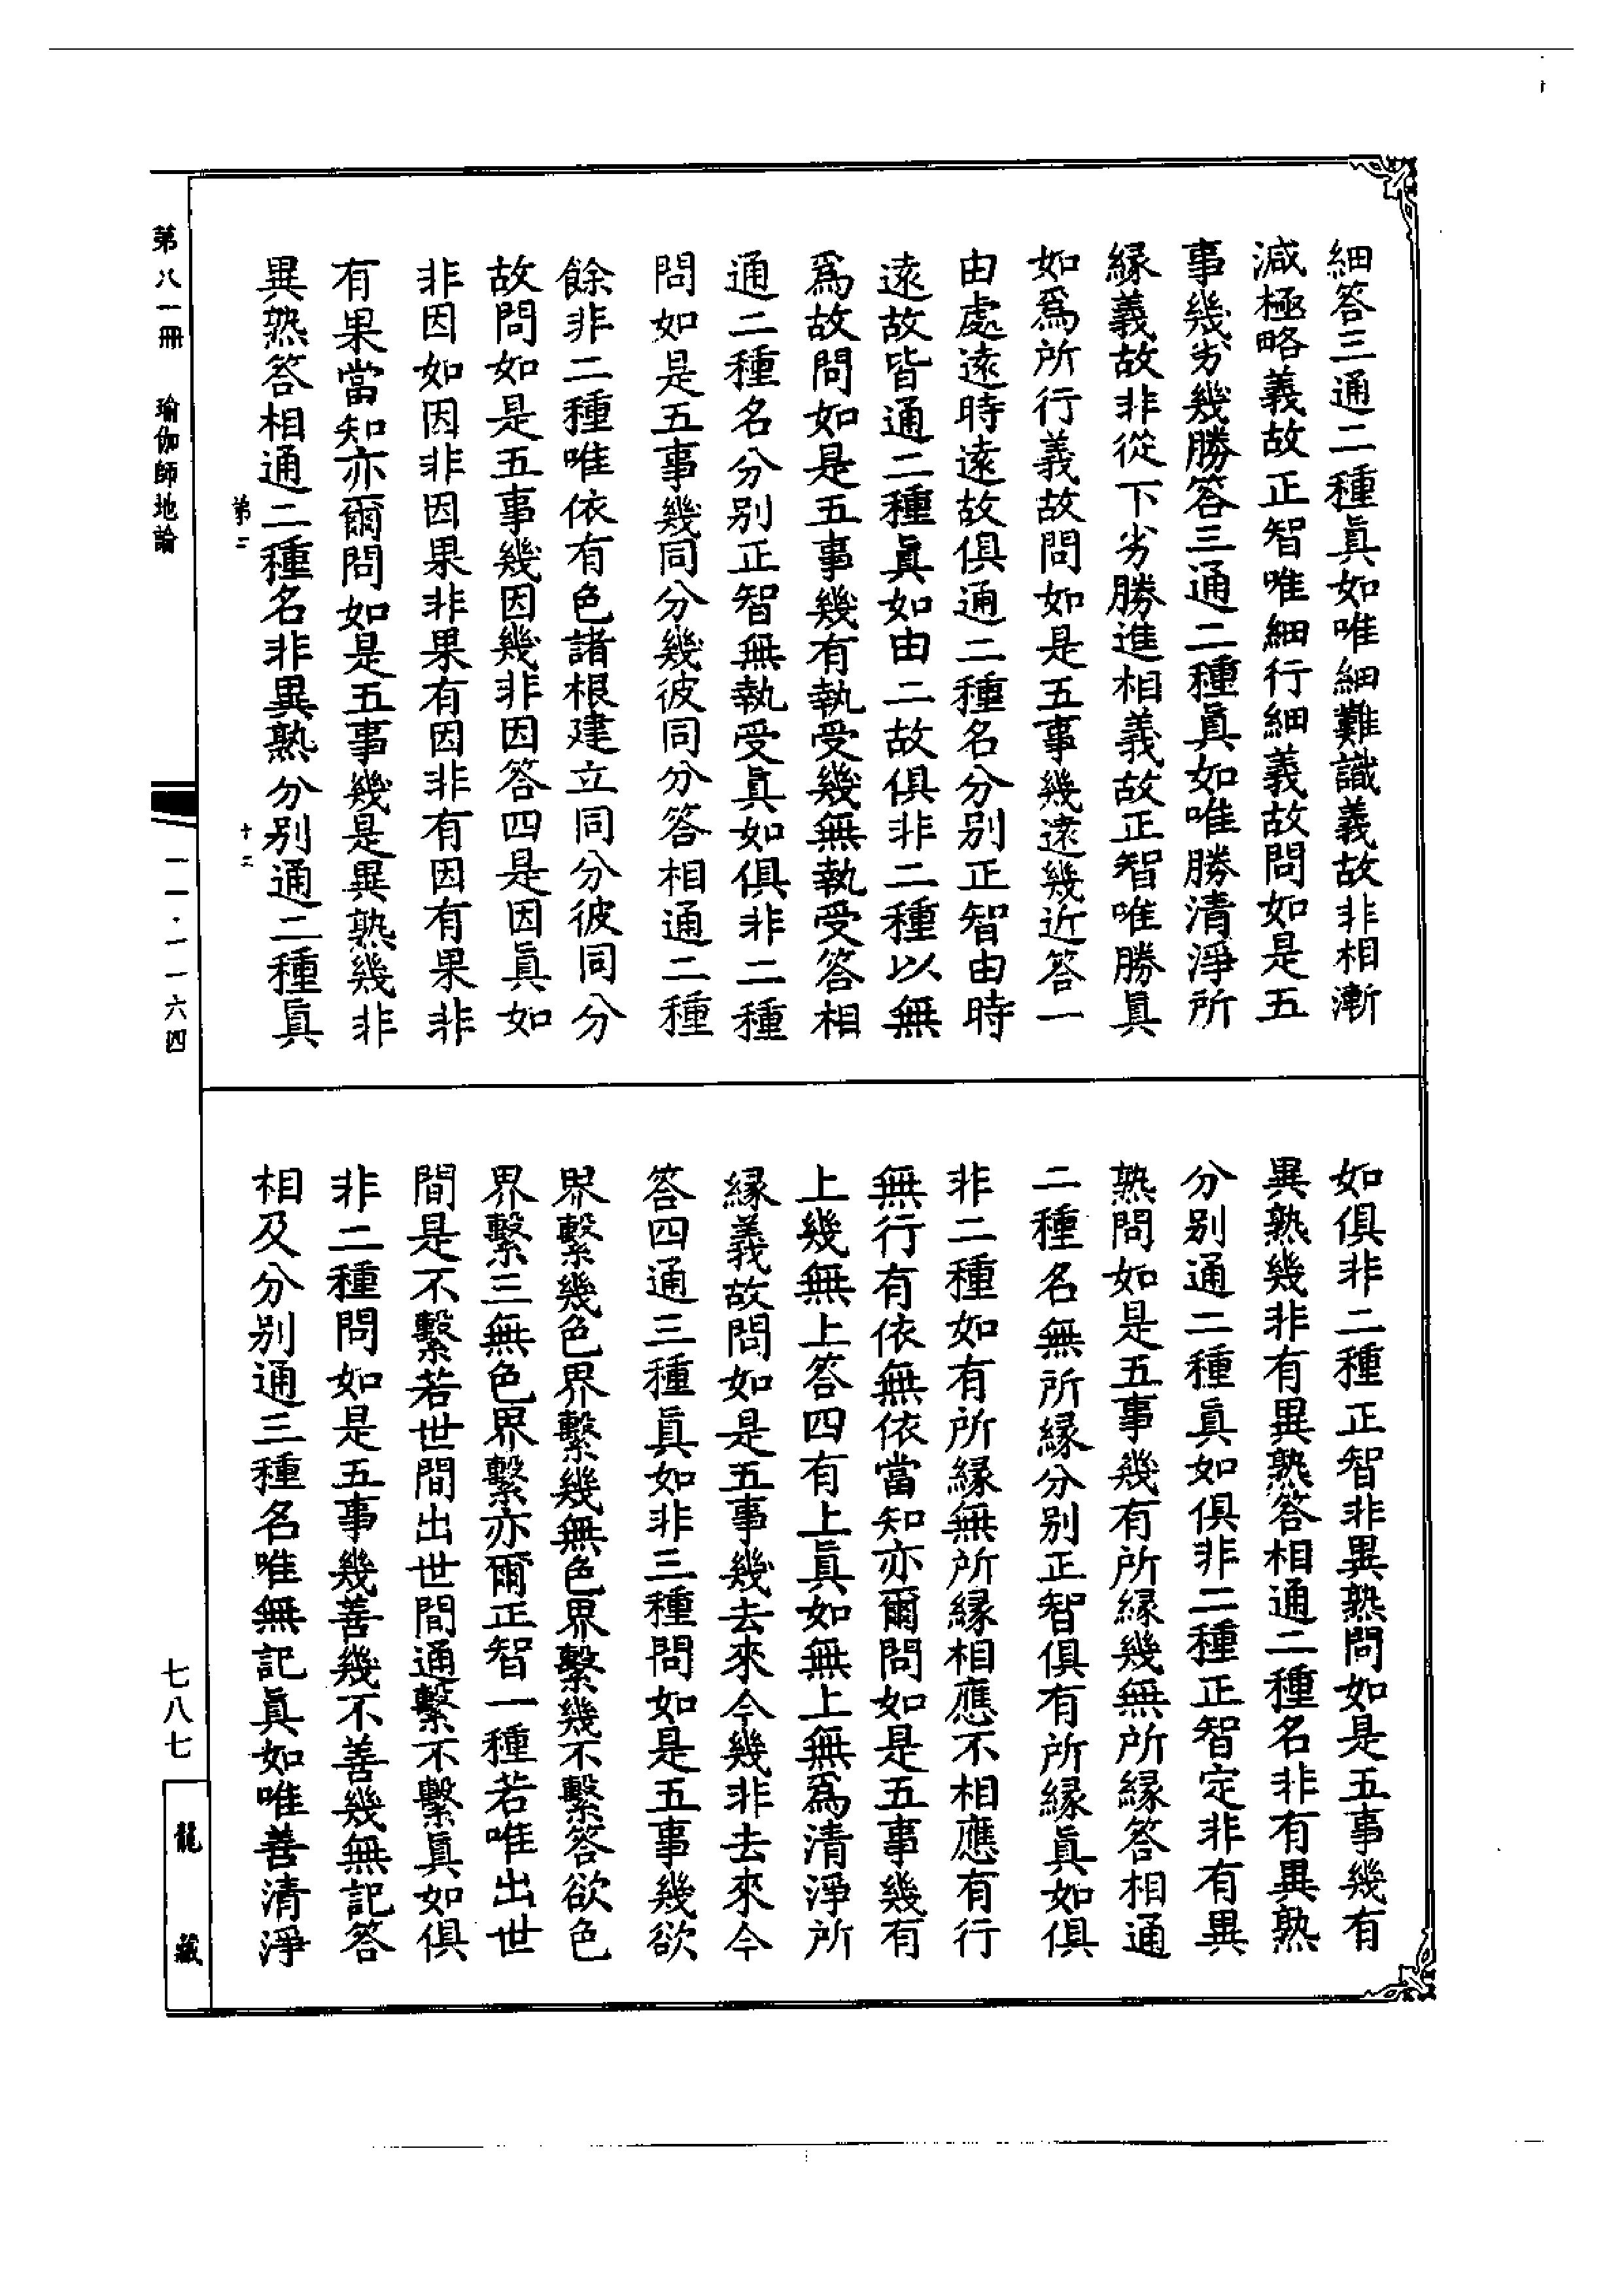 細答三通二種眞如唯細難識義故非相漸
減極略義故正智唯細行細義故問如是五
事幾劣幾勝答三通二種眞如唯勝清淨所
緣義故非從下劣勝進相義故正智唯勝眞
如爲所行義故問如是五事幾遠幾近答一
由處遠時遠故俱通二種名分別正智由時
遠故皆通二種眞如由二故俱非二種以無
爲故問如是五事幾有執受幾無執受答相
通二種名分別正智無執受眞如俱非二種
問如是五事幾同分幾彼同分答相通二種
餘非二種唯依有色諸根建立同分彼同分
故問如是五事幾因幾非因答四是因眞如
非因如因非因果非果有因非有因有果非
有果當知亦爾問如是五事幾是異熟幾非
異熟答相通二種名非異熟分別通二種眞
如俱非二種正智非異熟問如是五事幾有
異熟幾非有異熟答相通二種名非有異熟
分別通二種眞如俱非二種正智定非有異
熟問如是五事幾有所緣幾無所緣答相通
二種名無所緣分別正智俱有所緣眞如俱
非二種如有所緣無所緣相應不相應有行
無行有依無依當知亦爾問如是五事幾有
上幾無上答四有上眞如無上無爲清淨所
緣義故問如是五事幾去來今幾非去來今
答四通三種眞如非三種問如是五事幾欲
界繫幾色界繫幾無色界繫幾不繫答欲色
界繫三無色界繫亦爾正智一種若唯出世
間是不繫若世間出世間通繫不繫眞如俱
非二種問如是五事幾善幾不善幾無記答
相及分別通三種名唯無記眞如唯善清淨
第二 十二
第八一冊 瑜伽師地論 一一·一一六四
七八七 龍藏